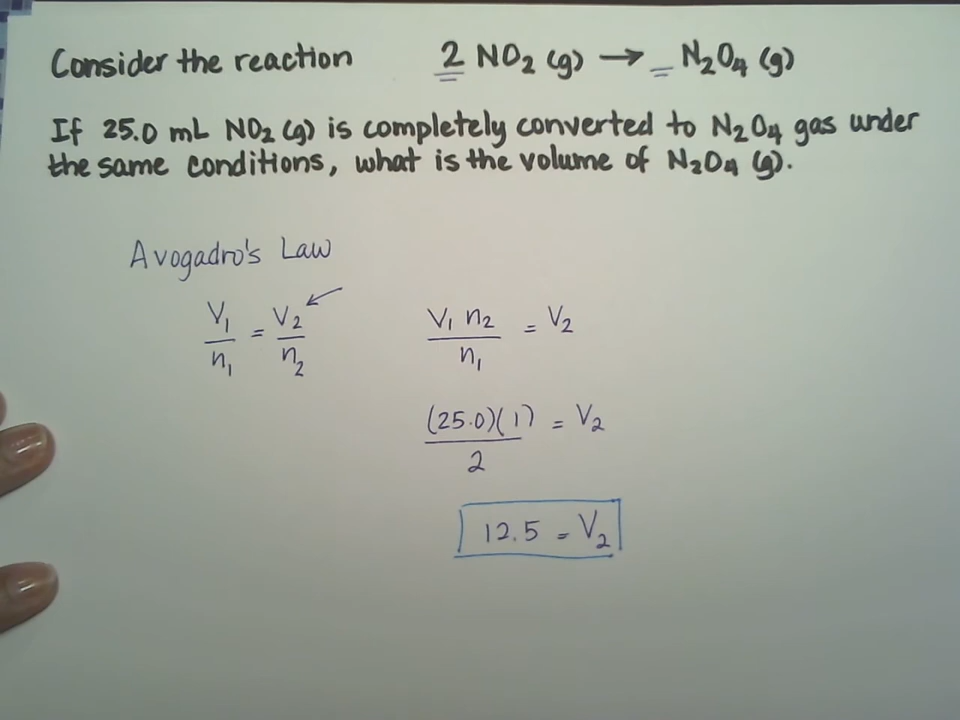 Consider the reaction 2 NO₂ (g) → _ N₂O₄ (g)
If 25.0 mL NO₂ (g) is completely converted to N₂O₄ gas under
the same conditions, what is the volume of N₂O₄ (g).
Avogadro's Law
V₁/n₁ = V₂/n₂
V₁ n₂/n₁ = V₂
(25.0)(1)/2 = V₂
12.5 = V₂